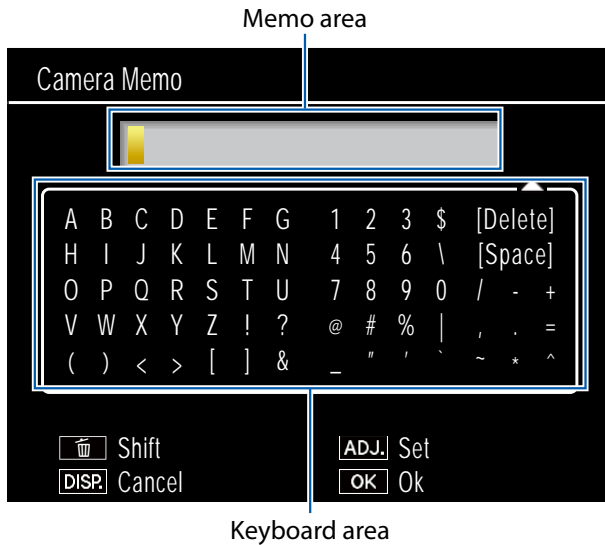 Memo area
Camera Memo
A B C D E F G 1 2 3 $ [Delete]
H I J K L M N 4 5 6 \ [Space]
O P Q R S T U 7 8 9 0 / - +
V W X Y Z ! ? @ # % | , . =
( ) < > [ ] & _ " ' ` ~ * ^
Shift ADJ. Set
DISP. Cancel OK Ok
Keyboard area